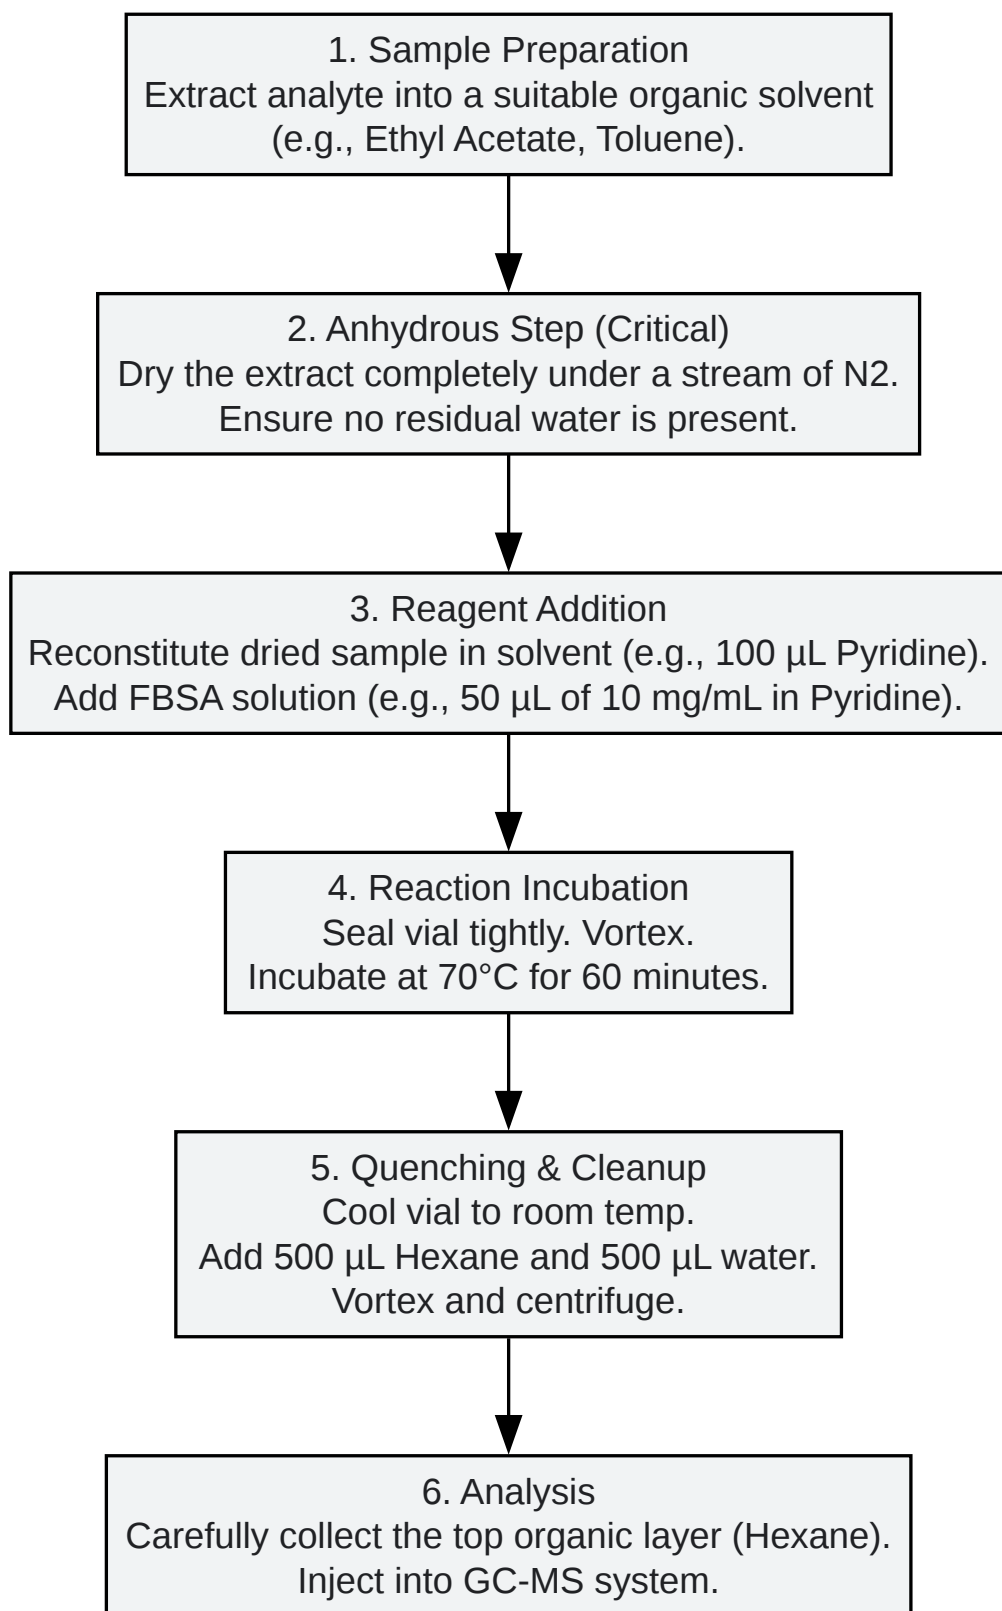 1. Sample Preparation
Extract analyte into a suitable organic solvent
(e.g., Ethyl Acetate, Toluene).
2. Anhydrous Step (Critical)
Dry the extract completely under a stream of N2.
Ensure no residual water is present.
3. Reagent Addition
Reconstitute dried sample in solvent (e.g., 100 µL Pyridine).
Add FBSA solution (e.g., 50 µL of 10 mg/mL in Pyridine).
4. Reaction Incubation
Seal vial tightly. Vortex.
Incubate at 70°C for 60 minutes.
5. Quenching & Cleanup
Cool vial to room temp.
Add 500 µL Hexane and 500 µL water.
Vortex and centrifuge.
6. Analysis
Carefully collect the top organic layer (Hexane).
Inject into GC-MS system.